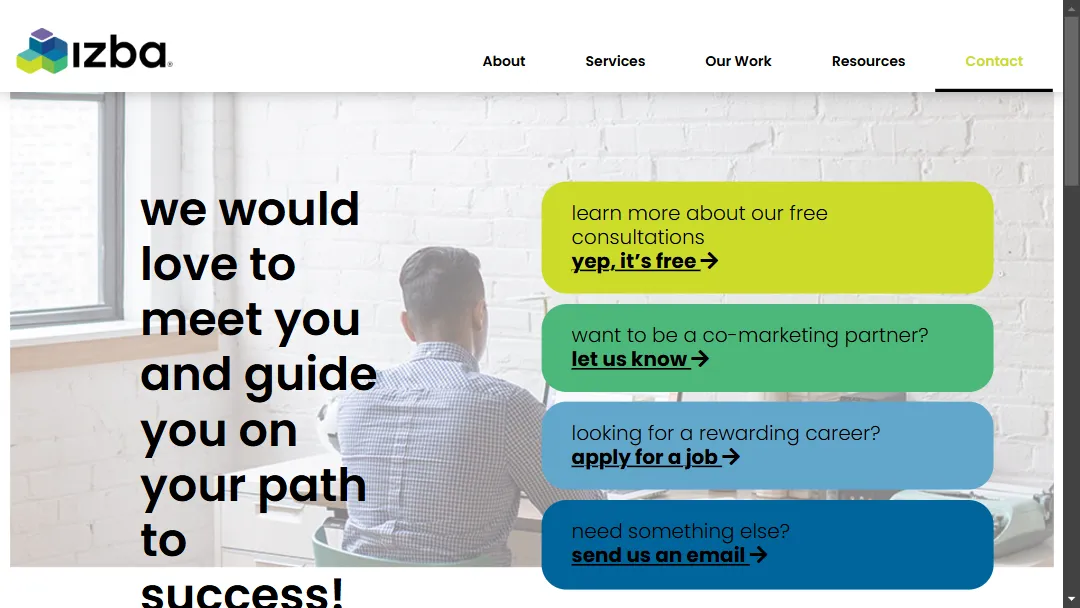 ızba®
About
Services
Our Work
Resources
Contact
we would
love to
meet you
and guide
you on
your path
to
success!
learn more about our free
consultations
yep, it’s free
want to be a co-marketing partner?
let us know
looking for a rewarding career?
apply for a job
need something else?
send us an email